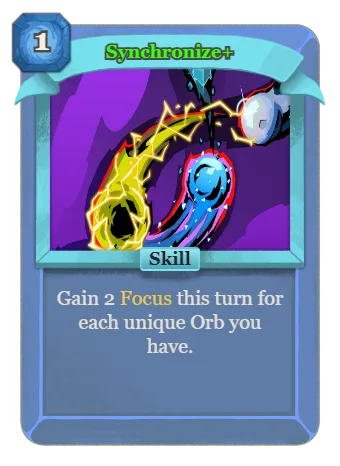 1
Synchronize+
Skill
Gain 2 Focus this turn for
each unique Orb you
have.